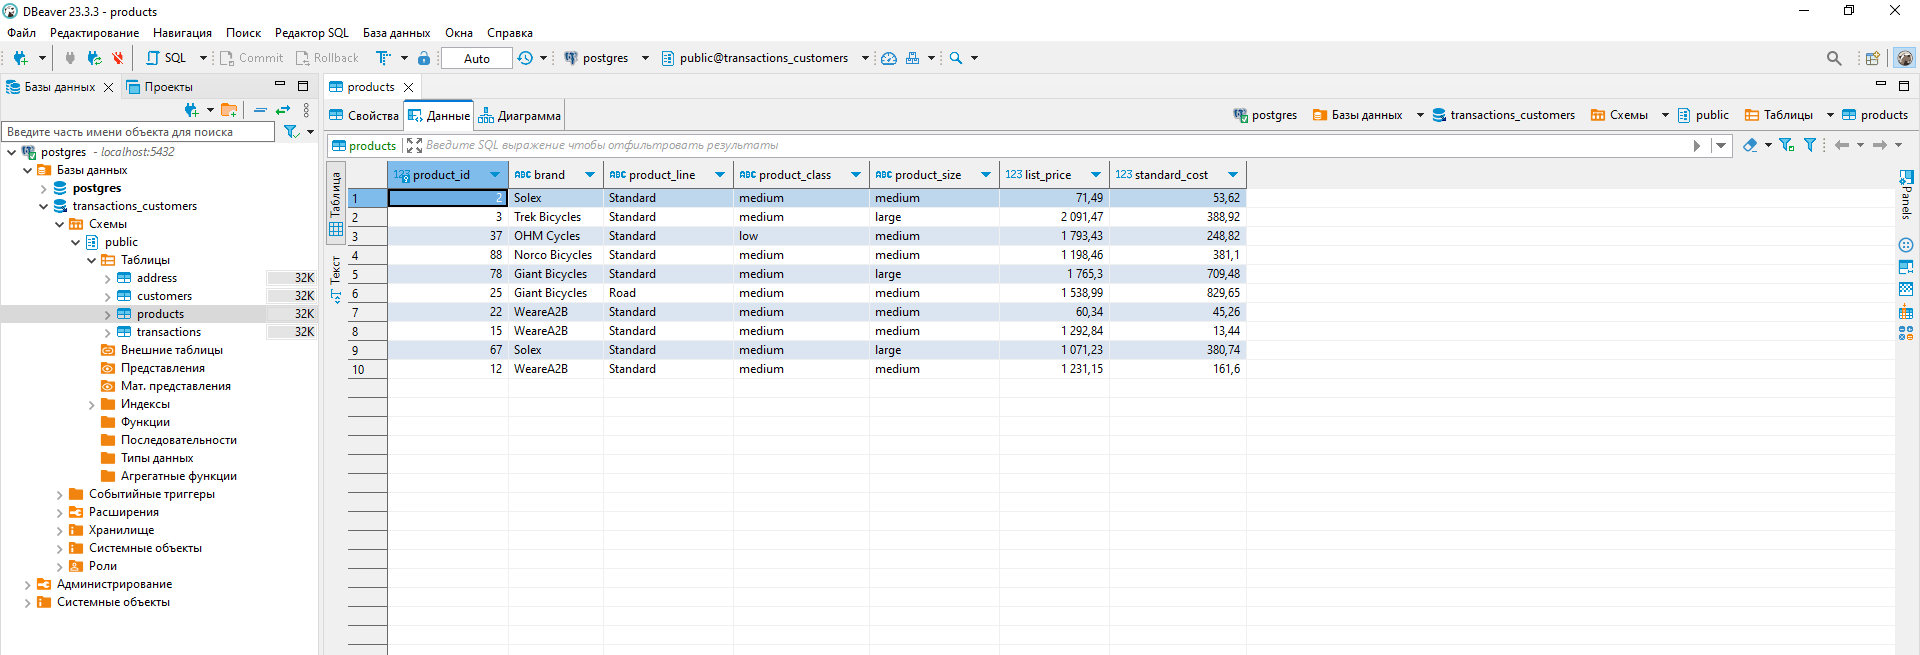 DBeaver 23.3.3 - products
Файл Редактирование Навигация Поиск Редактор SQL База данных Окна Справка
SQL Commit Rollback Auto postgres public@transactions_customers
Базы данных Проекты
products
Введите часть имени объекта для поиска
postgres - localhost:5432
Базы данных
postgres
transactions_customers
Схемы
public
Таблицы
address 32K
customers 32K
products 32K
transactions 32K
Внешние таблицы
Представления
Мат. представления
Индексы
Функции
Последовательности
Типы данных
Агрегатные функции
Событийные триггеры
Расширения
Хранилище
Системные объекты
Роли
Администрирование
Системные объекты
Свойства Данные Диаграмма
postgres Базы данных transactions_customers Схемы public Таблицы products
products Введите SQL выражение чтобы отфильтровать результаты
Таблица
Текст
123 product_id ABC brand ABC product_line ABC product_class ABC product_size 123 list_price 123 standard_cost
1 2 Solex Standard medium medium 71,49 53,62
2 3 Trek Bicycles Standard medium large 2 091,47 388,92
3 37 OHM Cycles Standard low medium 1 793,43 248,82
4 88 Norco Bicycles Standard medium medium 1 198,46 381,1
5 78 Giant Bicycles Standard medium large 1 765,3 709,48
6 25 Giant Bicycles Road medium medium 1 538,99 829,65
7 22 WeareA2B Standard medium medium 60,34 45,26
8 15 WeareA2B Standard medium medium 1 292,84 13,44
9 67 Solex Standard medium large 1 071,23 380,74
10 12 WeareA2B Standard medium medium 1 231,15 161,6
Panels